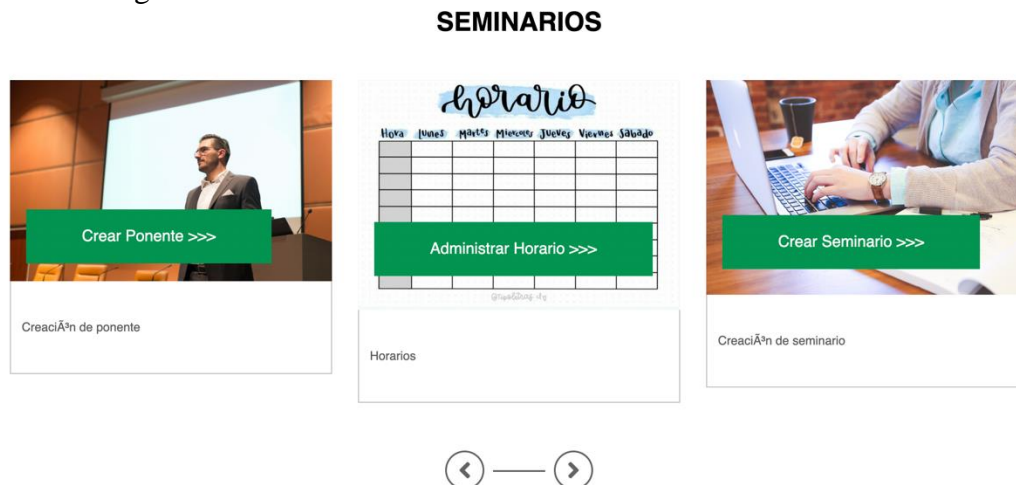 SEMINARIOS
Crear Ponente >>>
CreaciÃ³n de ponente
horario
Hora lunes Martes Miercoles Jueves Viernes Sabado
Administrar Horario >>>
Horarios
Crear Seminario >>>
CreaciÃ³n de seminario